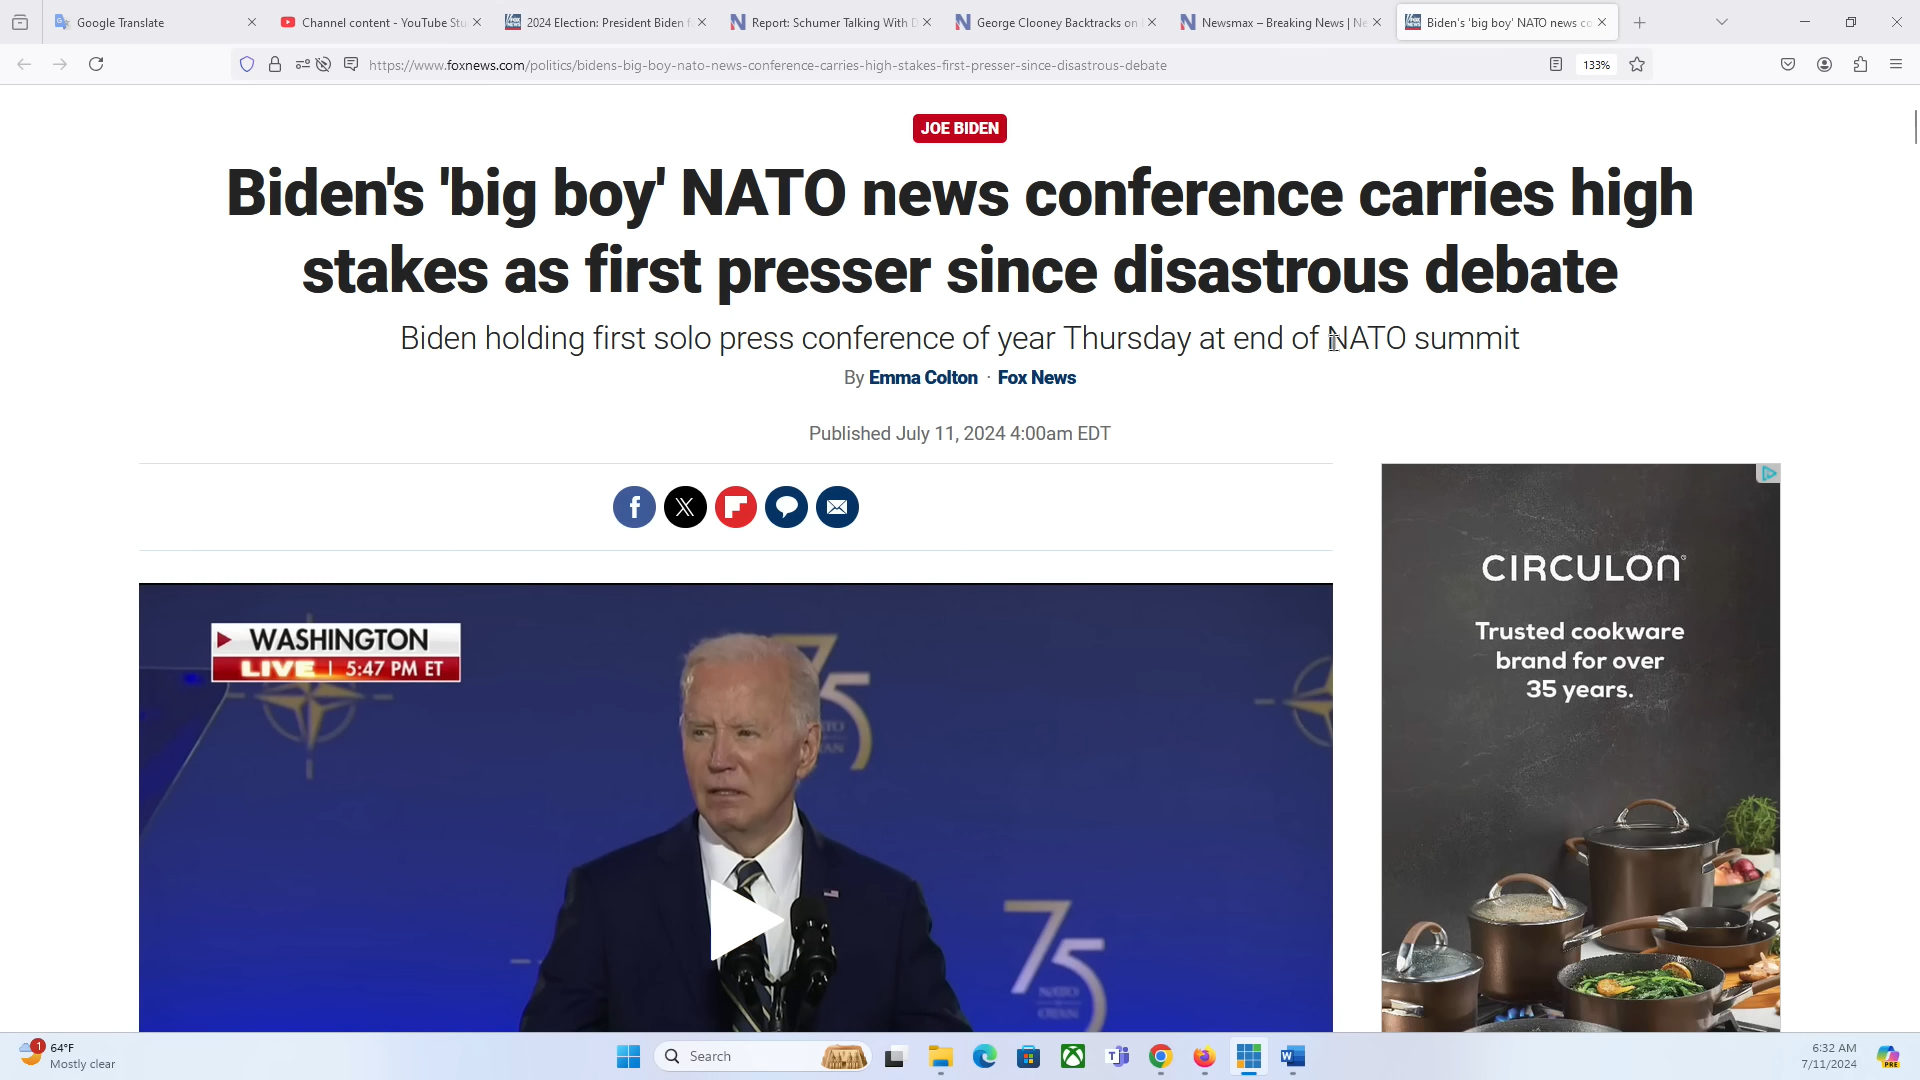 Google Translate
Channel content - YouTube Stu
2024 Election: President Biden f
Report: Schumer Talking With D
George Clooney Backtracks on
Newsmax – Breaking News | Ne
Biden's 'big boy' NATO news co
https://www.foxnews.com/politics/bidens-big-boy-nato-news-conference-carries-high-stakes-first-presser-since-disastrous-debate
133%
JOE BIDEN
Biden's 'big boy' NATO news conference carries high
stakes as first presser since disastrous debate
Biden holding first solo press conference of year Thursday at end of NATO summit
By Emma Colton · Fox News
Published July 11, 2024 4:00am EDT
WASHINGTON
LIVE | 5:47 PM ET
75
75
NATO
OTAN
CIRCULON
Trusted cookware
brand for over
35 years.
1
64°F
Mostly clear
Search
6:32 AM
7/11/2024
PRE